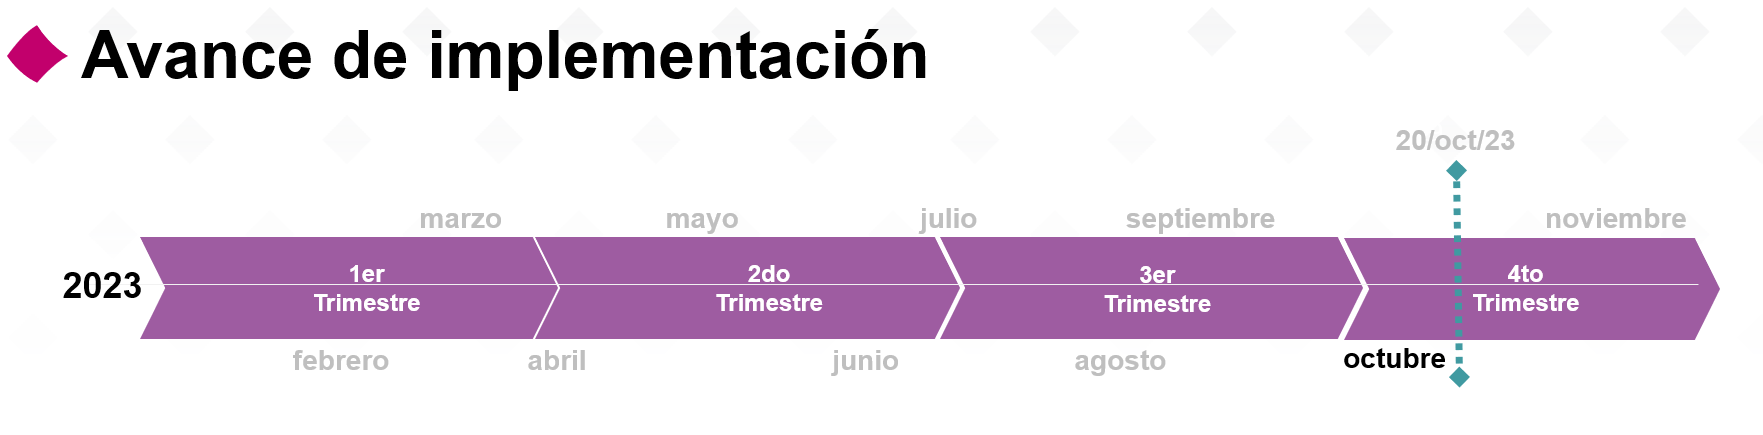 Avance de implementación
20/oct/23
marzo mayo julio septiembre noviembre
2023
1er
Trimestre
2do
Trimestre
3er
Trimestre
4to
Trimestre
febrero abril junio agosto octubre